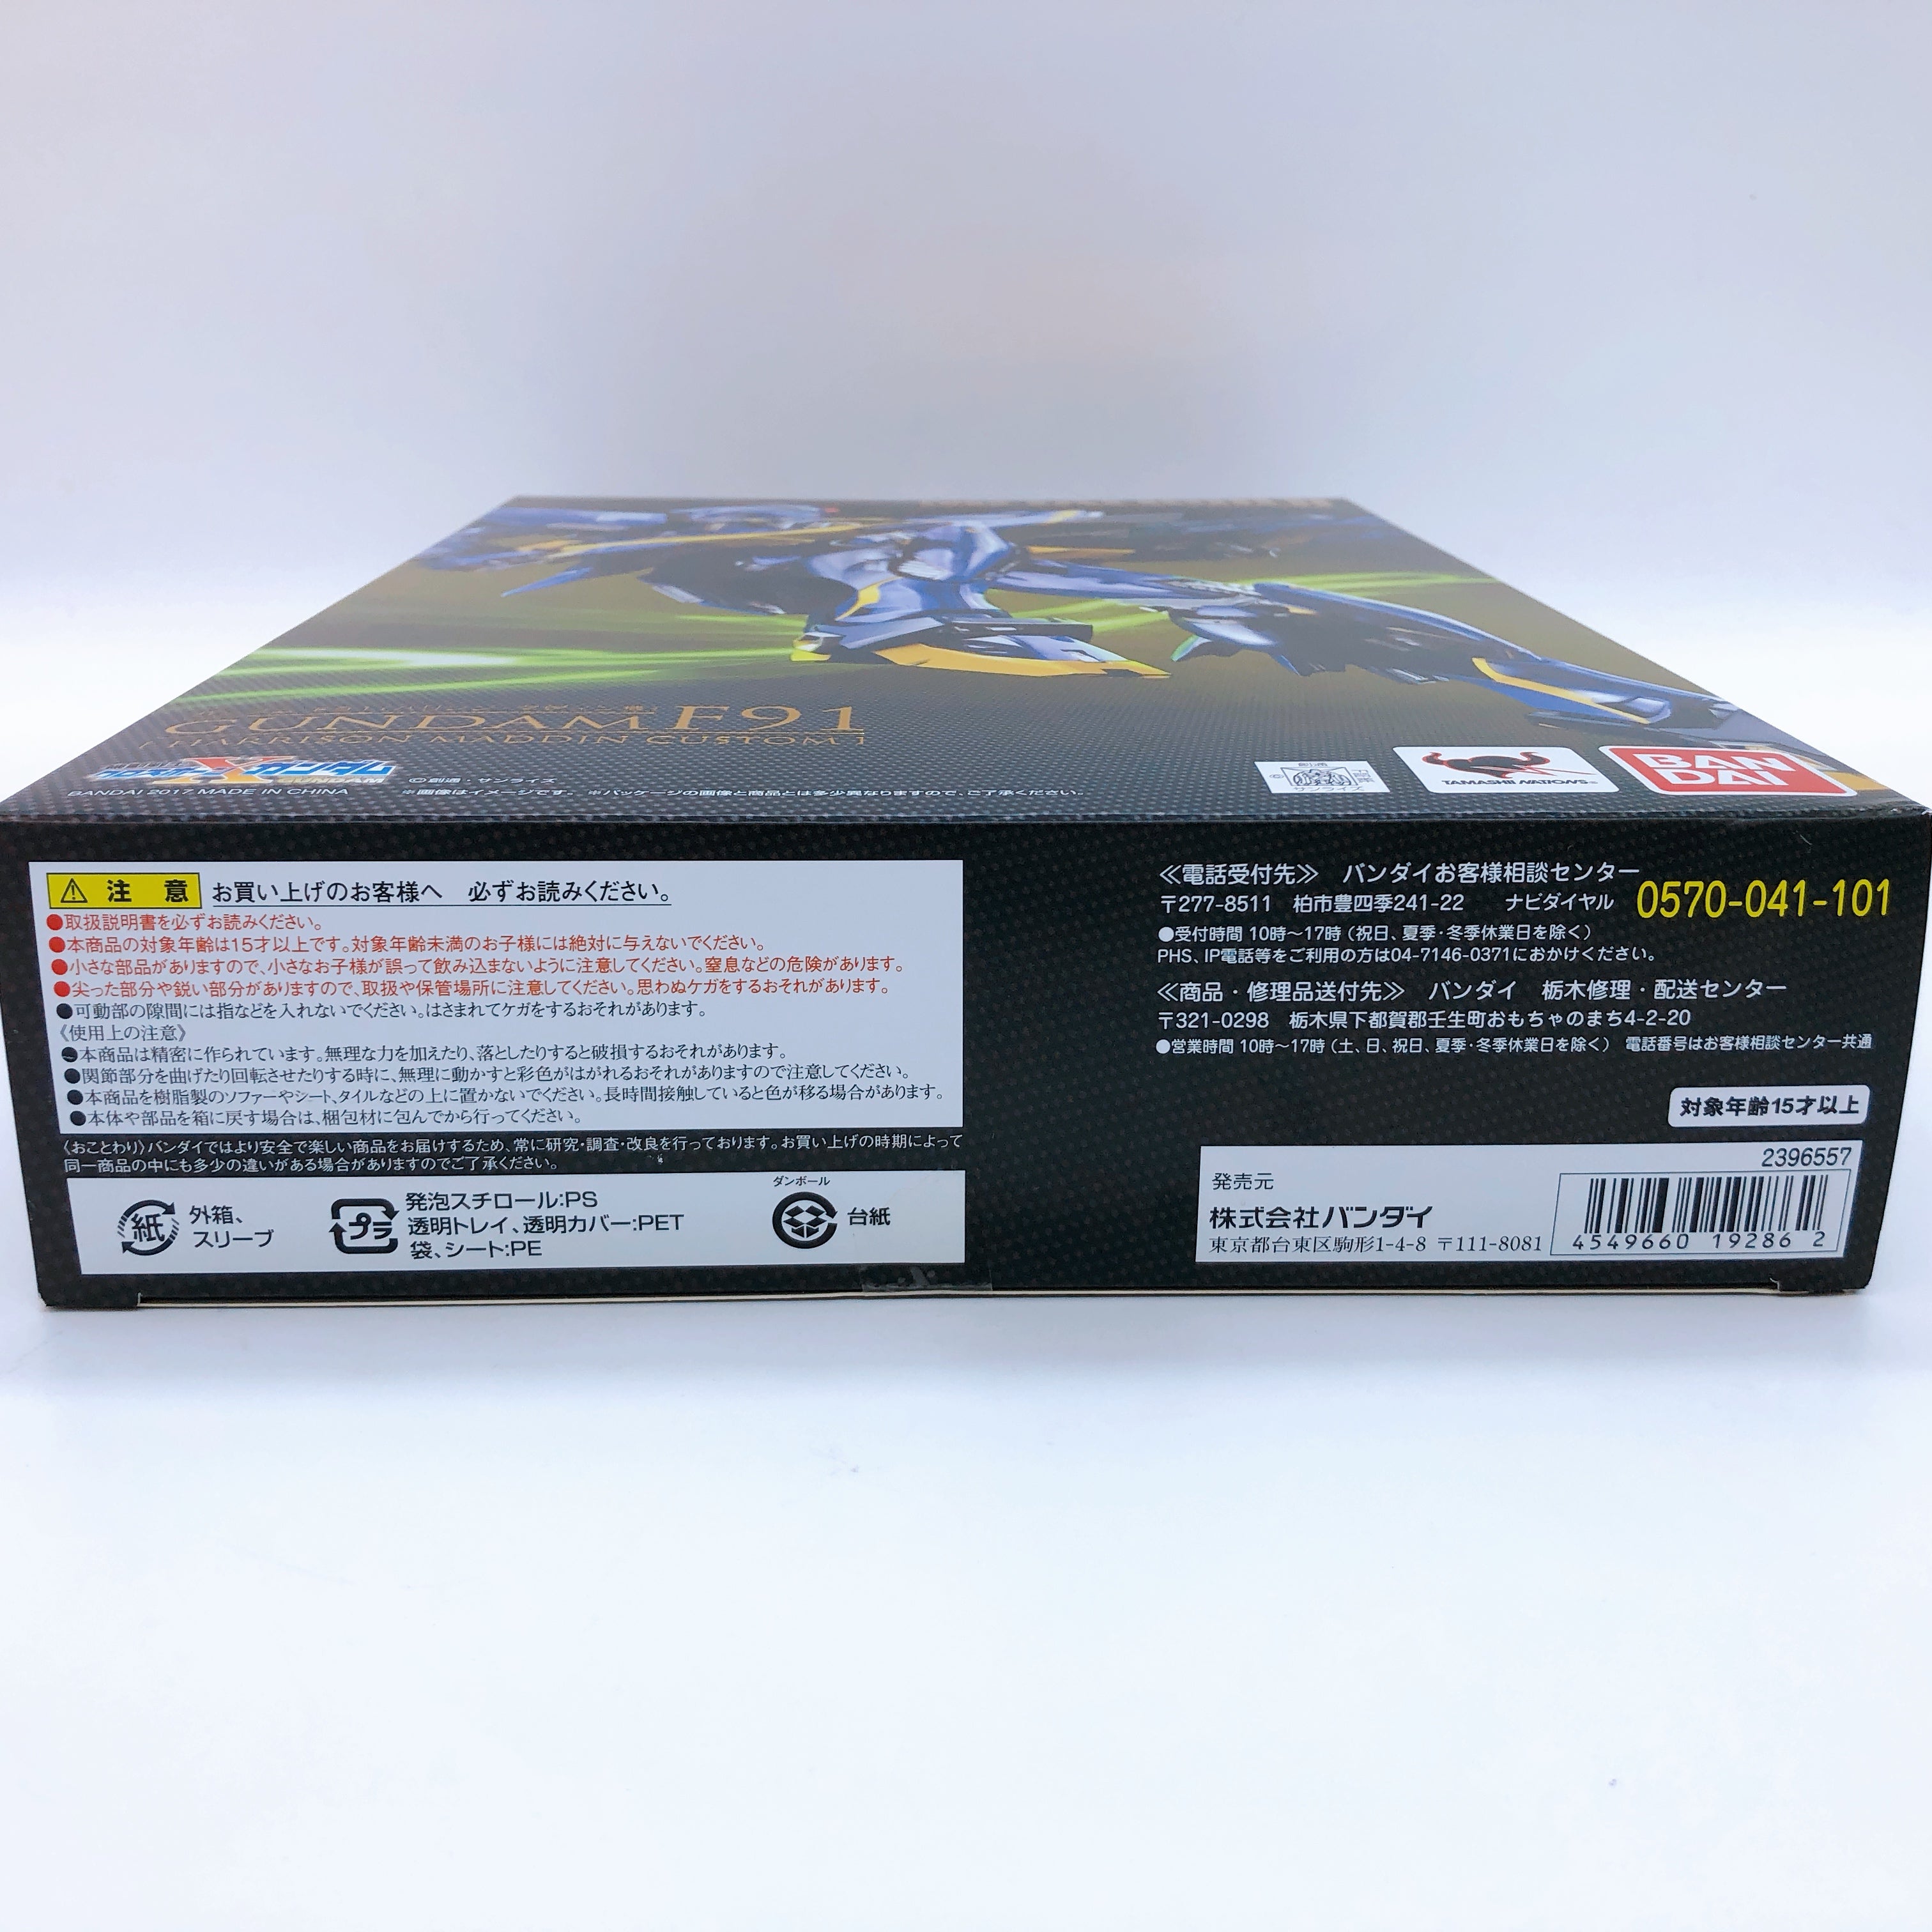 GUNDAM F91
HARRISON MADDIN CUSTOM
クロスボーン ガンダム
GUNDAM
©創通・サンライズ
BANDAI 2017 MADE IN CHINA
※画像はイメージです。 ※パッケージの画像と商品とは多少異なりますので、ご了承ください。
サンライズ
TAMASHII NATIONS
BAN
DAI
注 意 お買い上げのお客様へ 必ずお読みください。
●取扱説明書を必ずお読みください。
●本商品の対象年齢は15才以上です。対象年齢未満のお子様には絶対に与えないでください。
●小さな部品がありますので、小さなお子様が誤って飲み込まないように注意してください。窒息などの危険があります。
●尖った部分や鋭い部分がありますので、取扱や保管場所に注意してください。思わぬケガをするおそれがあります。
●可動部の隙間には指などを入れないでください。はさまれてケガをするおそれがあります。
《使用上の注意》
●本商品は精密に作られています。無理な力を加えたり、落としたりすると破損するおそれがあります。
●関節部分を曲げたり回転させたりする時に、無理に動かすと彩色がはがれるおそれがありますので注意してください。
●本商品を樹脂製のソファーやシート、タイルなどの上に置かないでください。長時間接触していると色が移る場合があります。
●本体や部品を箱に戻す場合は、梱包材に包んでから行ってください。
〈おことわり〉バンダイではより安全で楽しい商品をお届けするため、常に研究・調査・改良を行っております。お買い上げの時期によって
同一商品の中にも多少の違いがある場合がありますのでご了承ください。
紙
外箱、
スリーブ
プラ
発泡スチロール:PS
透明トレイ、透明カバー:PET
袋、シート:PE
ダンボール
台紙
≪電話受付先≫ バンダイお客様相談センター
〒277-8511 柏市豊四季241-22 ナビダイヤル 0570-041-101
●受付時間 10時〜17時（祝日、夏季・冬季休業日を除く）
PHS、IP電話等をご利用の方は04-7146-0371におかけください。
≪商品・修理品送付先≫ バンダイ 栃木修理・配送センター
〒321-0298 栃木県下都賀郡壬生町おもちゃのまち4-2-20
●営業時間 10時〜17時（土、日、祝日、夏季・冬季休業日を除く） 電話番号はお客様相談センター共通
対象年齢15才以上
2396557
発売元
株式会社バンダイ
東京都台東区駒形1-4-8 〒111-8081
4549660 19286 2